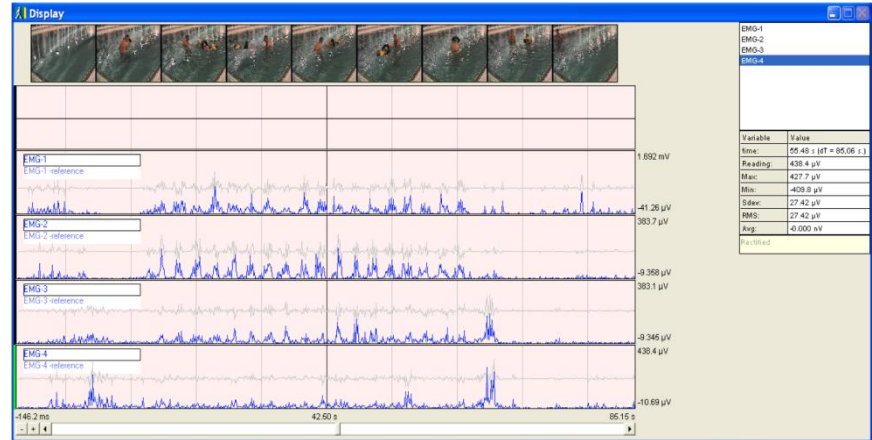 Display
EMG-1
EMG-2
EMG-3
EMG-4
Variable Value
time: 55.48 s (dT = 85.06 s.)
Reading: 438.4 µV
Max: 427.7 µV
Min: -409.8 µV
Sdev: 27.42 µV
RMS: 27.42 µV
Avg: -0.000 nV
Rectified
EMG-1
EMG-1 -reference
1.692 mV
-41.26 µV
EMG-2
EMG-2 -reference
383.7 µV
-9.368 µV
EMG-3
EMG-3 -reference
383.1 µV
-9.346 µV
EMG-4
EMG-4 -reference
438.4 µV
-10.69 µV
-146.2 ms 42.50 s 85.15 s
- +